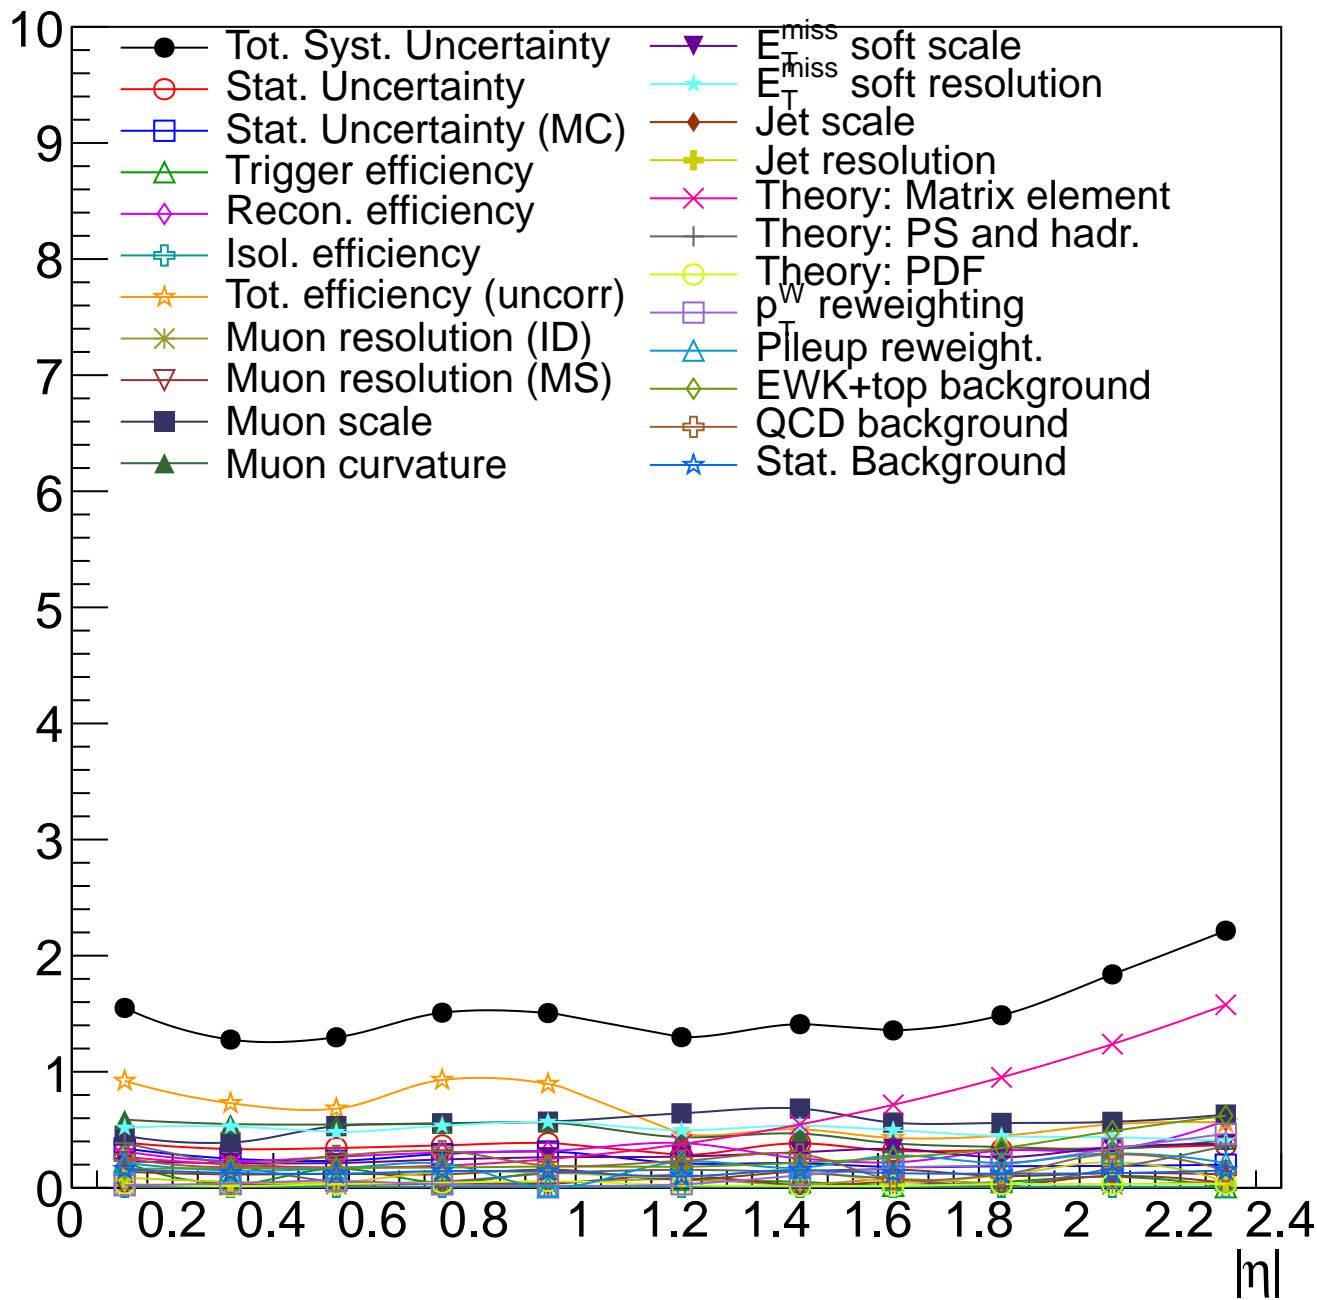 10
9
8
7
6
5
4
3
2
1
0
Tot. Syst. Uncertainty
Stat. Uncertainty
Stat. Uncertainty (MC)
Trigger efficiency
Recon. efficiency
Isol. efficiency
Tot. efficiency (uncorr)
Muon resolution (ID)
Muon resolution (MS)
Muon scale
Muon curvature
E_T^miss soft scale
E_T^miss soft resolution
Jet scale
Jet resolution
Theory: Matrix element
Theory: PS and hadr.
Theory: PDF
p_T^W reweighting
Pileup reweight.
EWK+top background
QCD background
Stat. Background
0 0.2 0.4 0.6 0.8 1 1.2 1.4 1.6 1.8 2 2.2 2.4
|η|